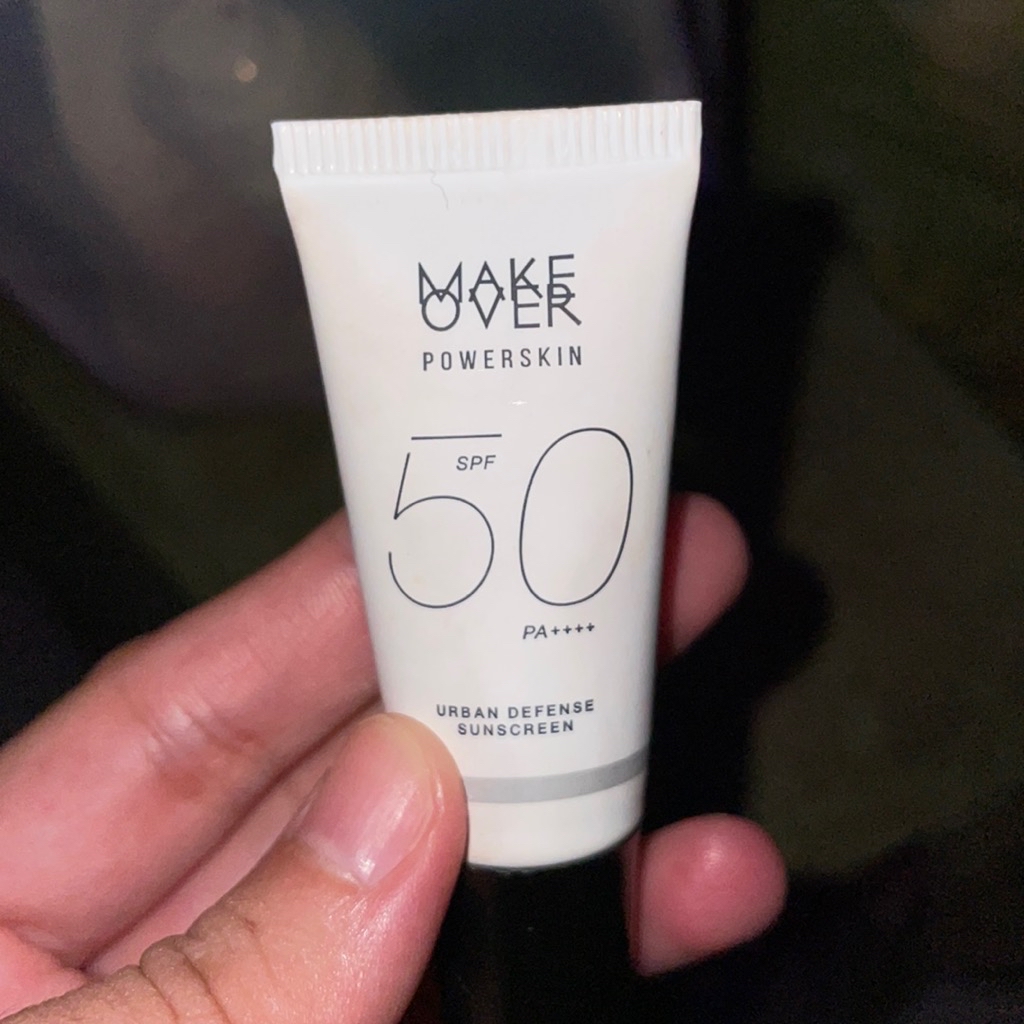 MAKE
OVER
POWERSKIN
SPF
50
PA++++
URBAN DEFENSE
SUNSCREEN